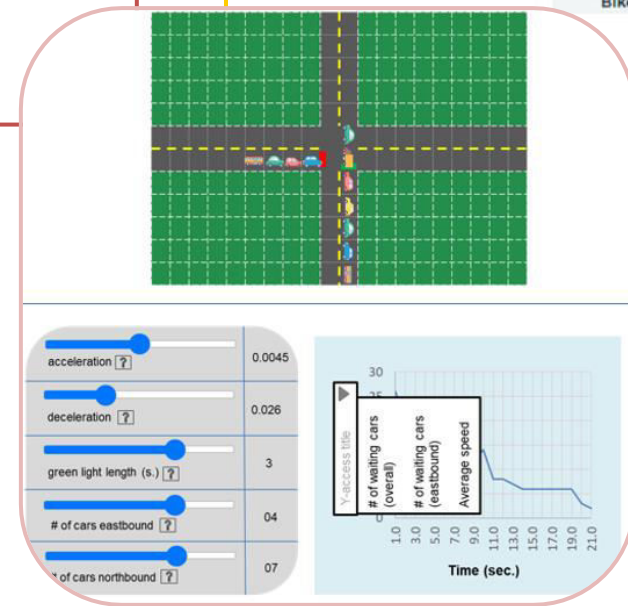 Bike
acceleration ?
0.0045
deceleration ?
0.026
green light length (s.) ?
3
# of cars eastbound ?
04
# of cars northbound ?
07
30
Y-access title
# of waiting cars
(overall)
# of waiting cars
(eastbound)
Average speed
0
1.0
3.0
5.0
7.0
9.0
11.0
13.0
15.0
17.0
19.0
21.0
Time (sec.)